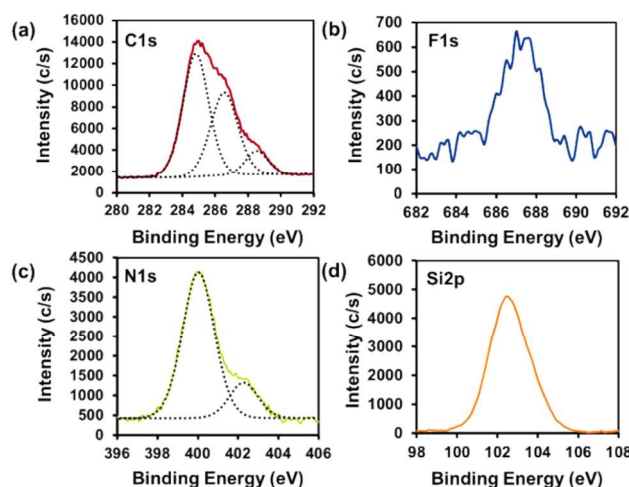 (a)
C1s
Intensity (c/s)
16000
14000
12000
10000
8000
6000
4000
2000
0
280 282 284 286 288 290 292
Binding Energy (eV)
(b)
F1s
Intensity (c/s)
700
600
500
400
300
200
100
0
682 684 686 688 690 692
Binding Energy (eV)
(c)
N1s
Intensity (c/s)
4500
4000
3500
3000
2500
2000
1500
1000
500
0
396 398 400 402 404 406
Binding Energy (eV)
(d)
Si2p
Intensity (c/s)
6000
5000
4000
3000
2000
1000
0
98 100 102 104 106 108
Binding Energy (eV)